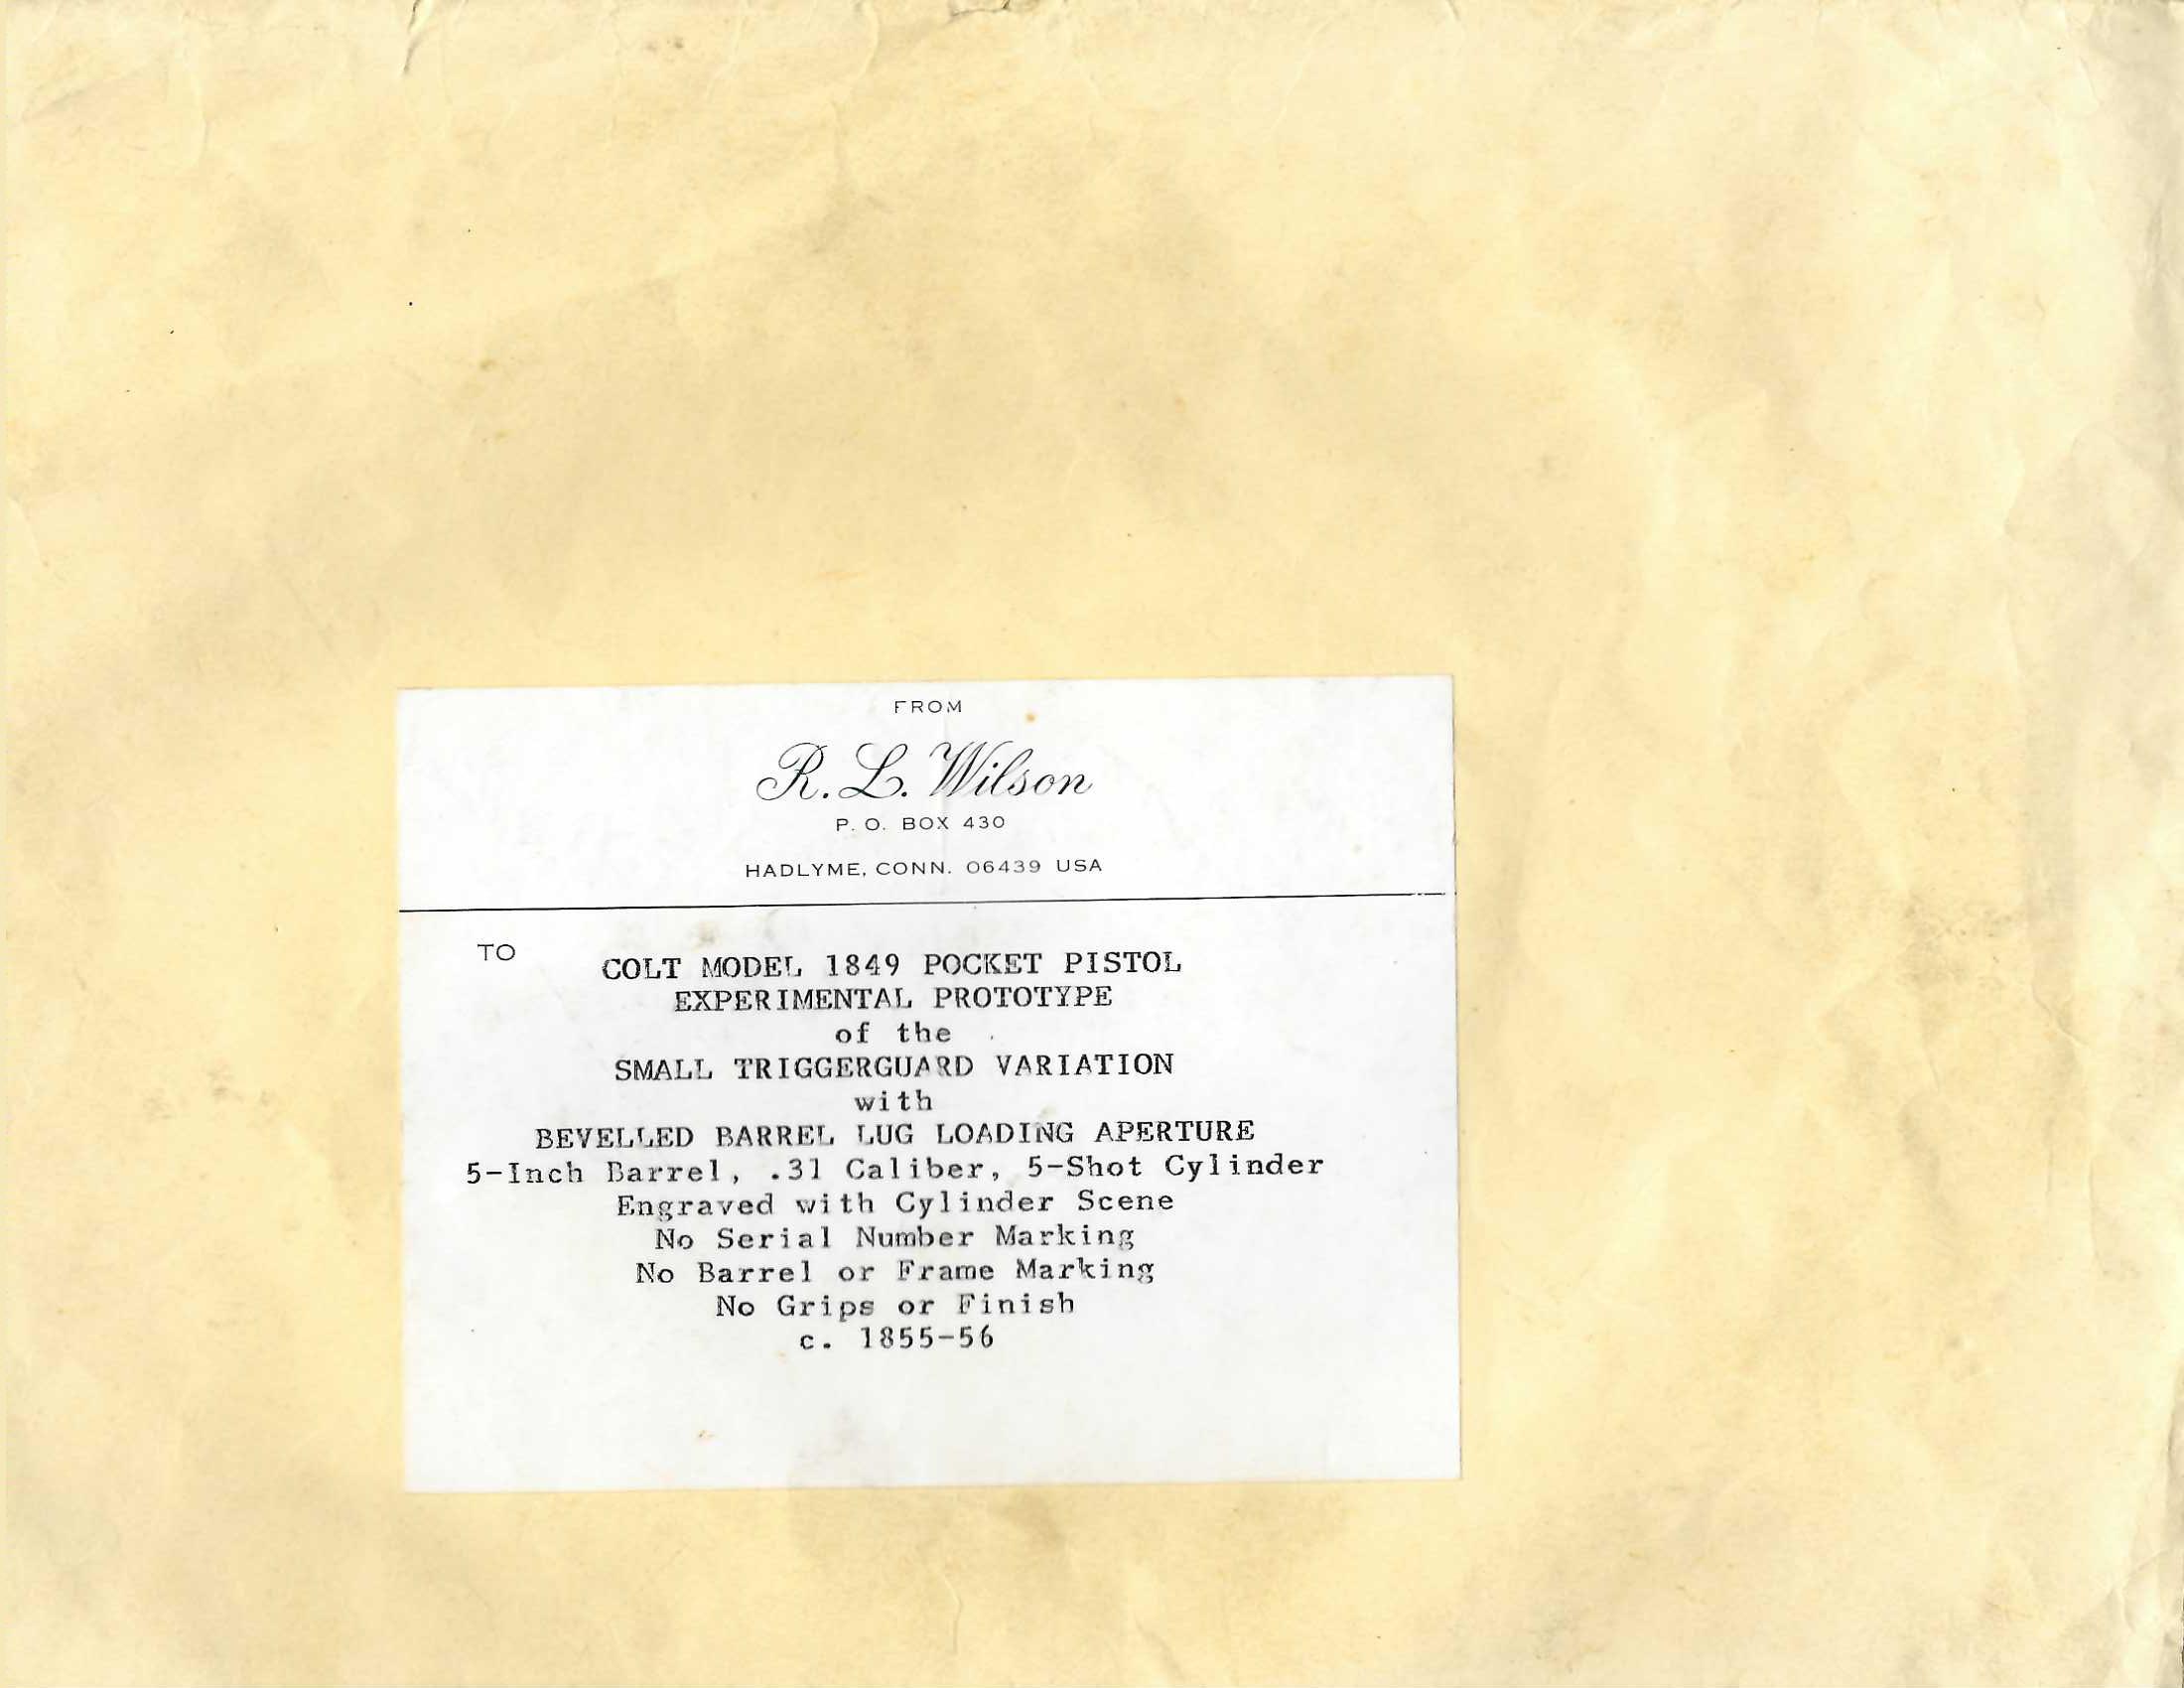 FROM
R. L. Wilson
P. O. BOX 430
HADLYME, CONN. 06439 USA
TO
COLT MODEL 1849 POCKET PISTOL
EXPERIMENTAL PROTOTYPE
of the
SMALL TRIGGERGUARD VARIATION
with
BEVELLED BARREL LUG LOADING APERTURE
5-Inch Barrel, .31 Caliber, 5-Shot Cylinder
Engraved with Cylinder Scene
No Serial Number Marking
No Barrel or Frame Marking
No Grips or Finish
c. 1855-56